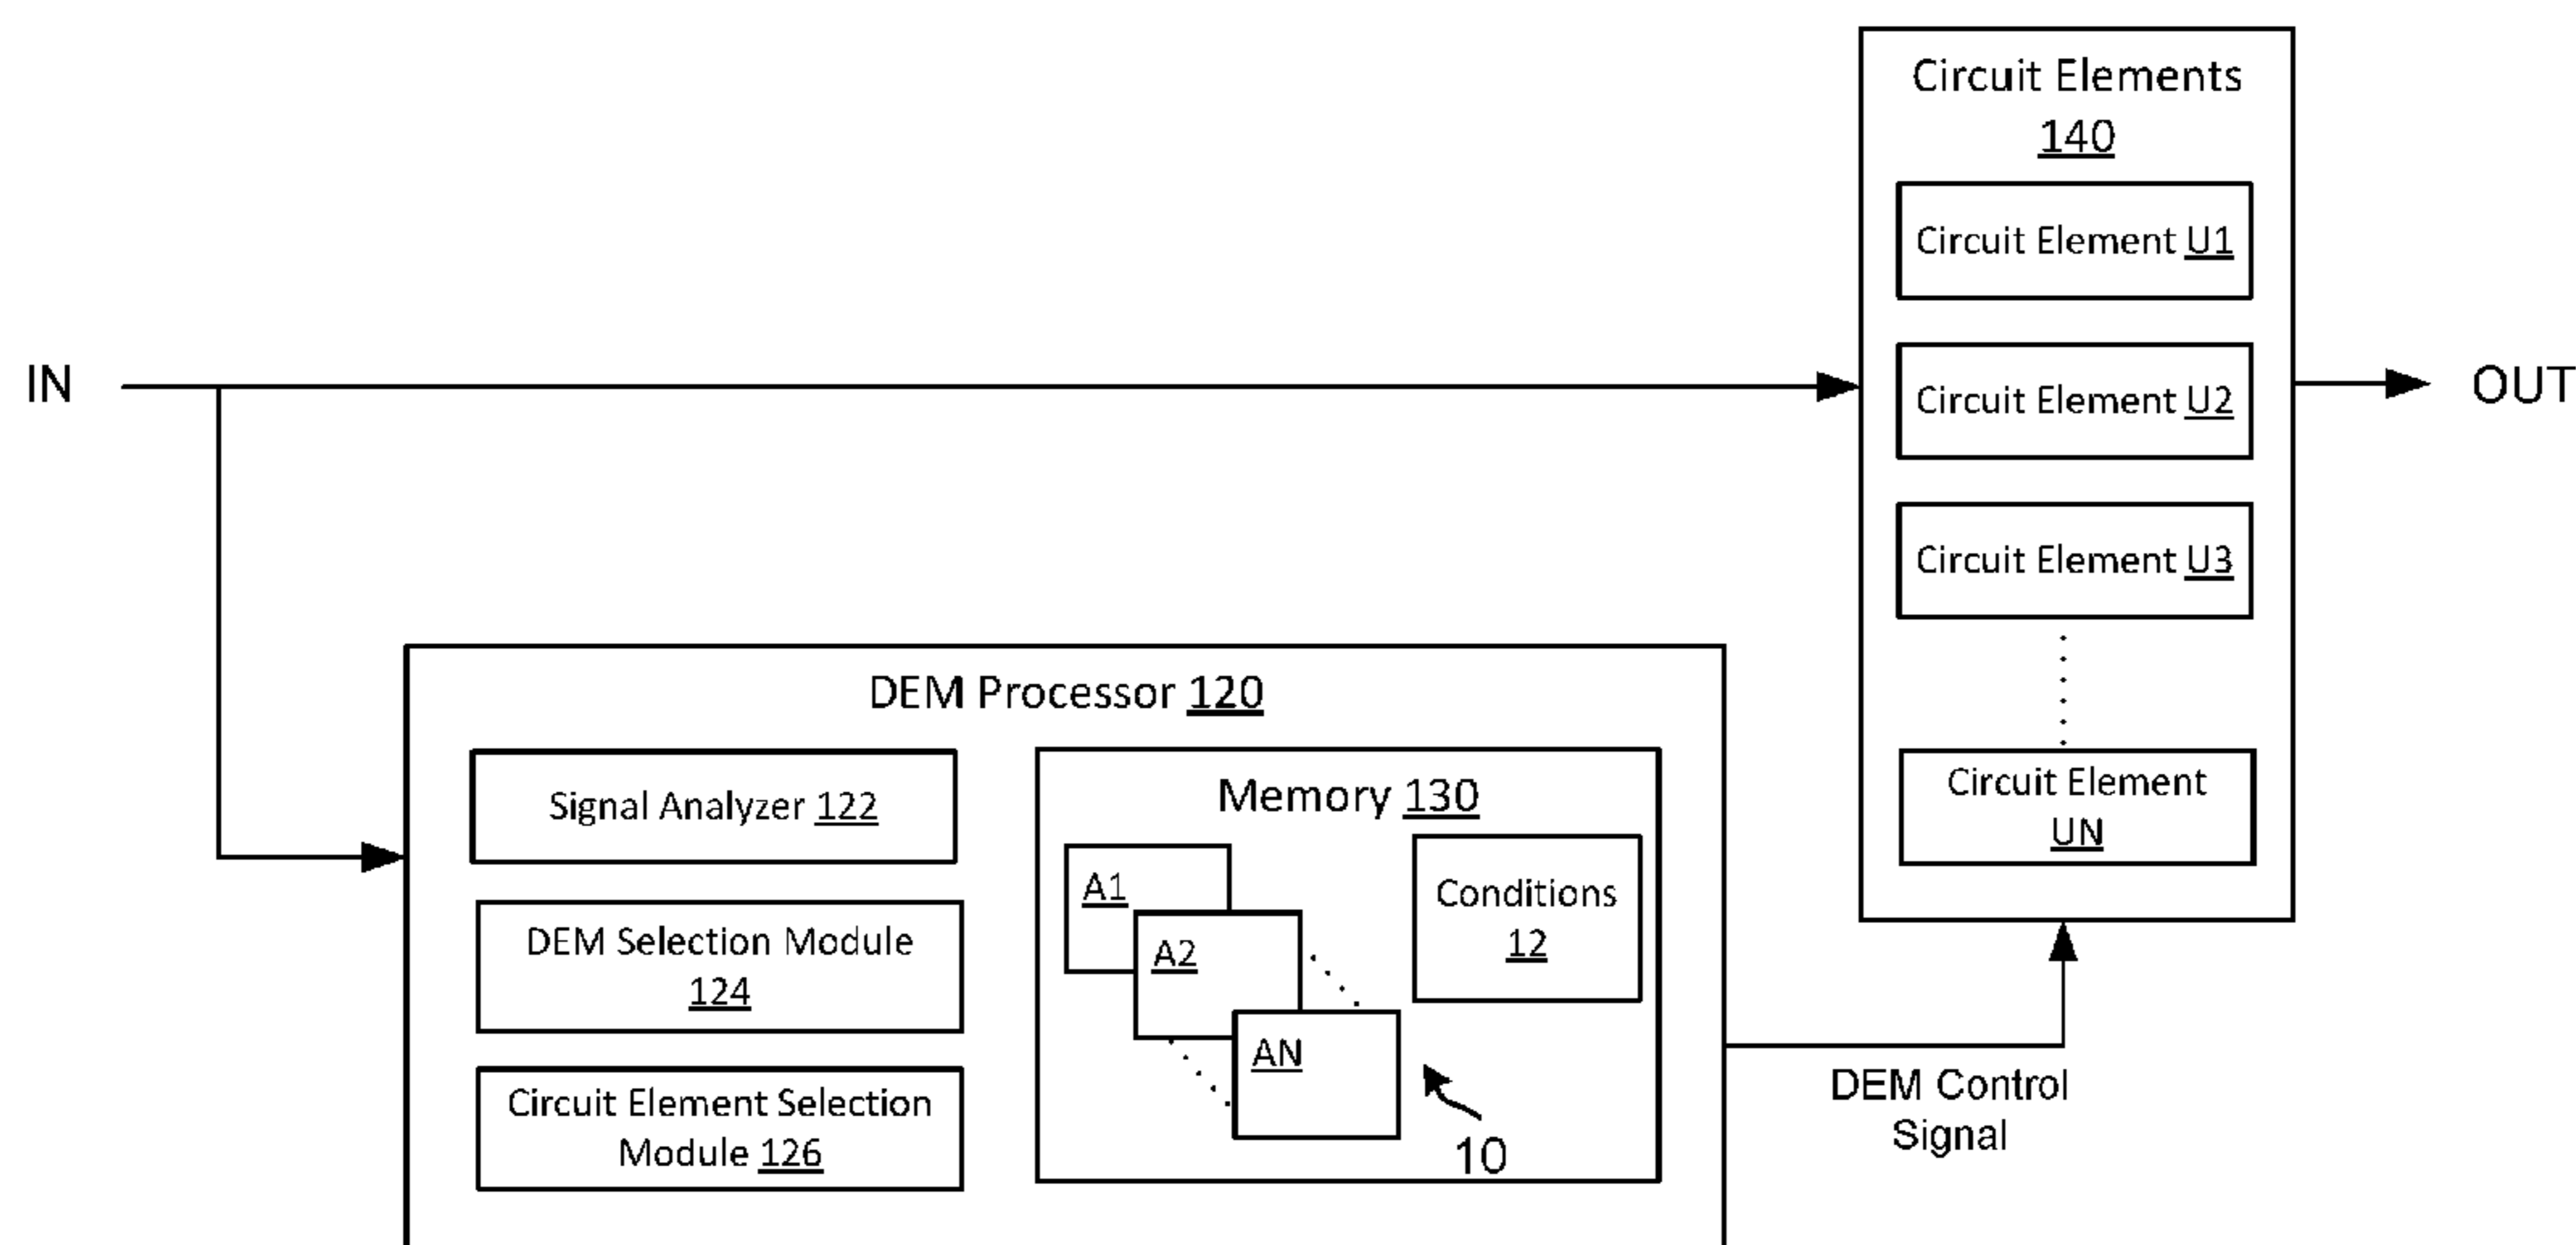 Circuit Elements
140
Circuit Element U1
IN
Circuit Element U2
OUT
Circuit Element U3
DEM Processor 120
Signal Analyzer 122
Memory 130
Circuit Element
UN
A1
Conditions
12
A2
DEM Selection Module
124
AN
Circuit Element Selection
Module 126
10
DEM Control
Signal